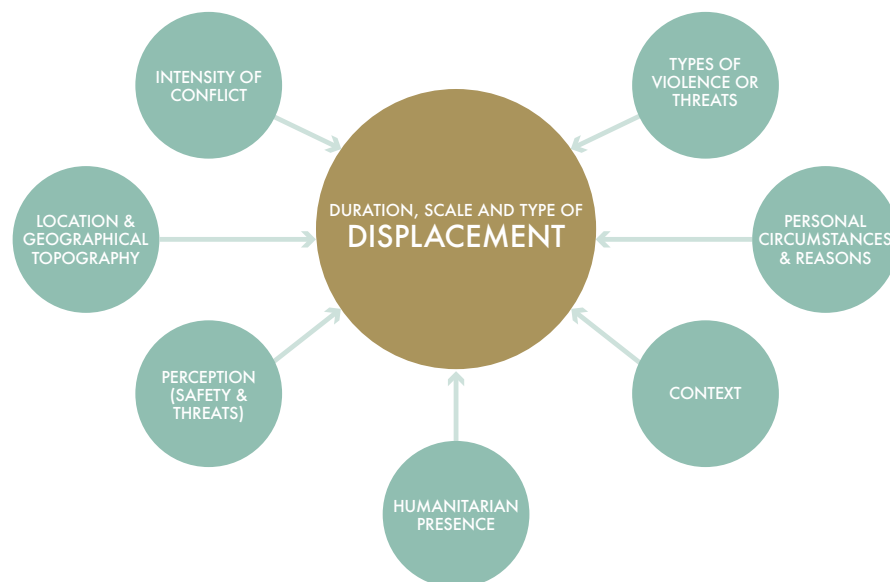 INTENSITY OF
CONFLICT
TYPES OF
VIOLENCE OR
THREATS
DURATION, SCALE AND TYPE OF
DISPLACEMENT
LOCATION &
GEOGRAPHICAL
TOPOGRAPHY
PERSONAL
CIRCUMSTANCES
& REASONS
PERCEPTION
(SAFETY &
THREATS)
CONTEXT
HUMANITARIAN
PRESENCE